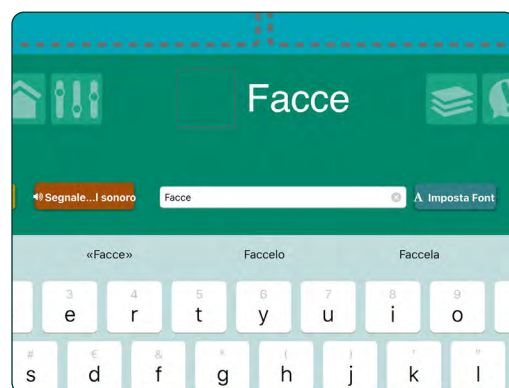 Facce
Segnale...l sonoro
Facce
A Imposta Font
«Facce» Faccelo Faccela
3 4 5 6 7 8 9
e r t y u i o
# € & * ( ) ' "
s d f g h j k l